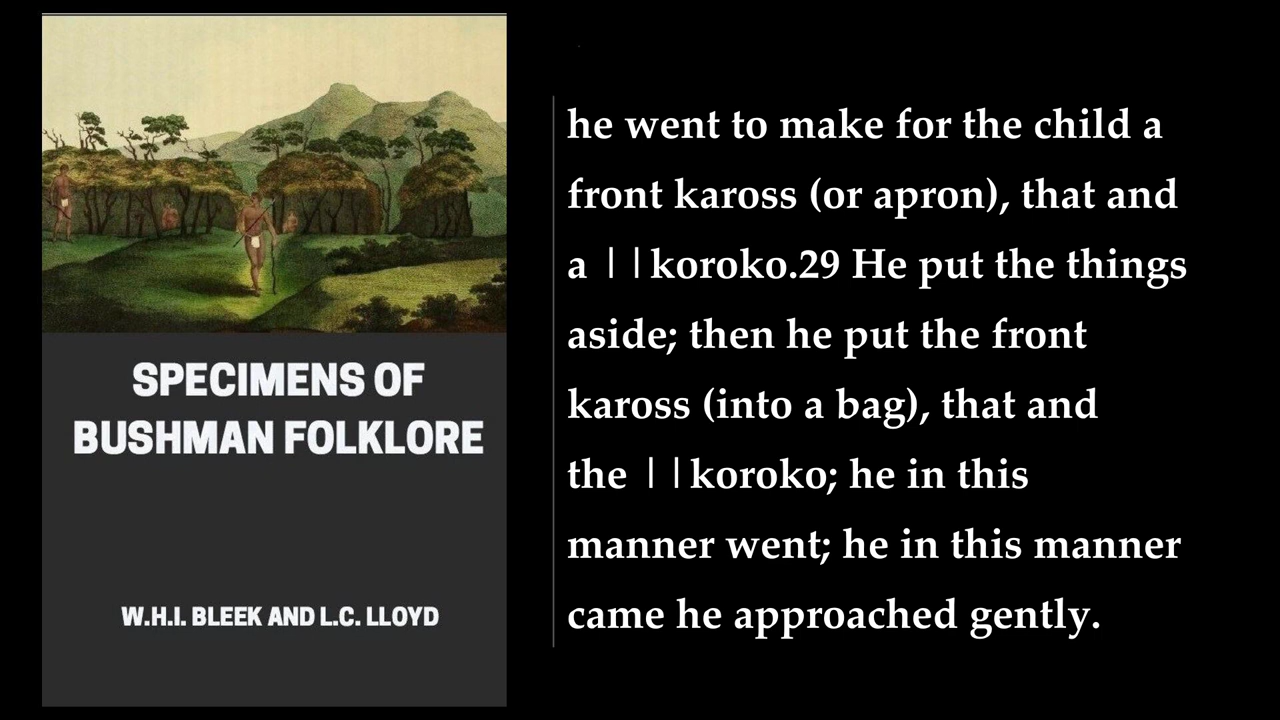 SPECIMENS OF
BUSHMAN FOLKLORE
W.H.I. BLEEK AND L.C. LLOYD
he went to make for the child a
front kaross (or apron), that and
a ||koroko.29 He put the things
aside; then he put the front
kaross (into a bag), that and
the ||koroko; he in this
manner went; he in this manner
came he approached gently.